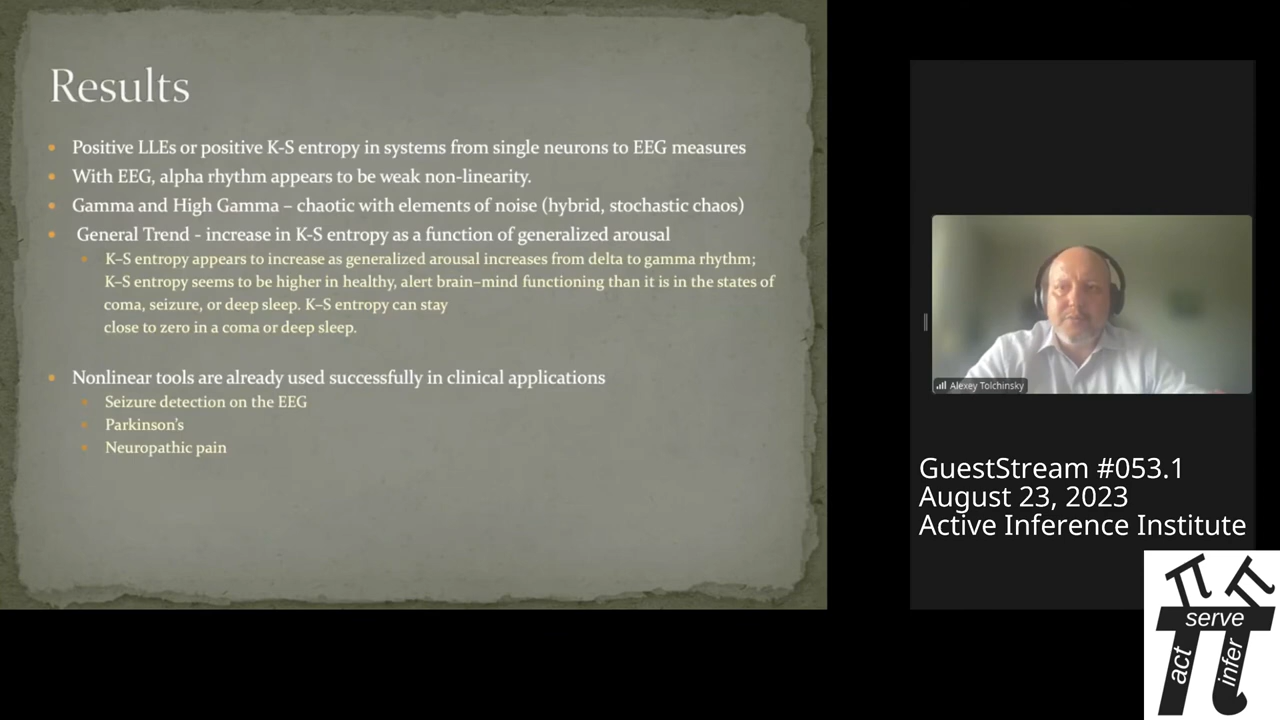 Results
Positive LLEs or positive K-S entropy in systems from single neurons to EEG measures
With EEG, alpha rhythm appears to be weak non-linearity.
Gamma and High Gamma – chaotic with elements of noise (hybrid, stochastic chaos)
General Trend - increase in K-S entropy as a function of generalized arousal
K–S entropy appears to increase as generalized arousal increases from delta to gamma rhythm;
K–S entropy seems to be higher in healthy, alert brain–mind functioning than it is in the states of
coma, seizure, or deep sleep. K–S entropy can stay
close to zero in a coma or deep sleep.
Nonlinear tools are already used successfully in clinical applications
Seizure detection on the EEG
Parkinson's
Neuropathic pain
Alexey Tolchinsky
GuestStream #053.1
August 23, 2023
Active Inference Institute
serve
act
infer